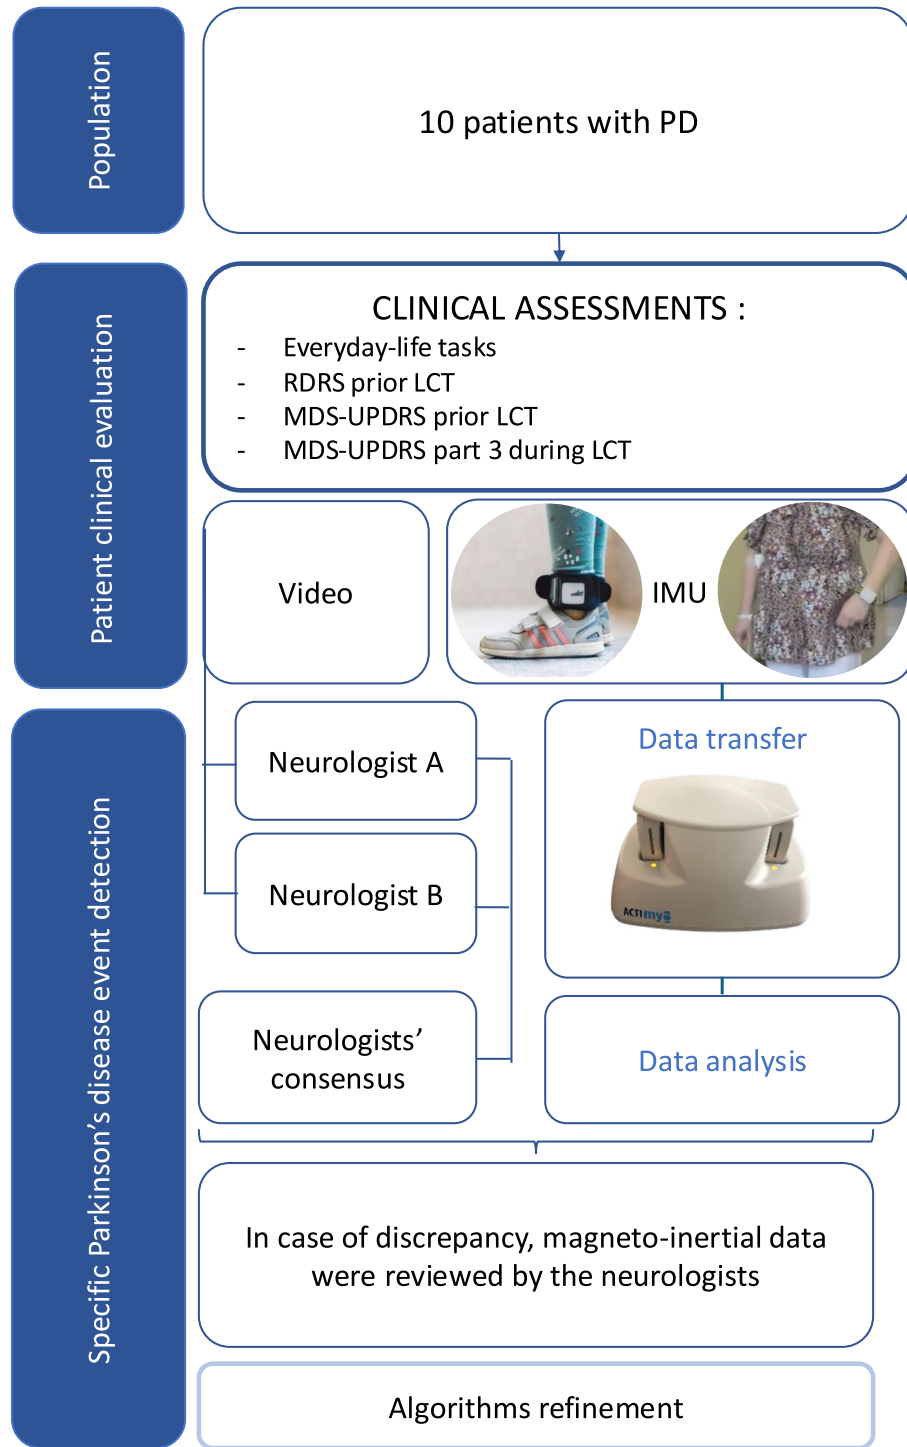 Population
10 patients with PD
Patient clinical evaluation
CLINICAL ASSESSMENTS :
- Everyday-life tasks
- RDRS prior LCT
- MDS-UPDRS prior LCT
- MDS-UPDRS part 3 during LCT
Video
IMU
Specific Parkinson's disease event detection
Neurologist A
Neurologist B
Neurologists' consensus
Data transfer
ACTImyo
Data analysis
In case of discrepancy, magneto-inertial data
were reviewed by the neurologists
Algorithms refinement